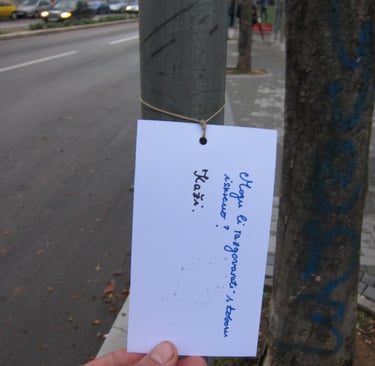 Mogu li razgovarati s tobom
iskreno?
Kaži.